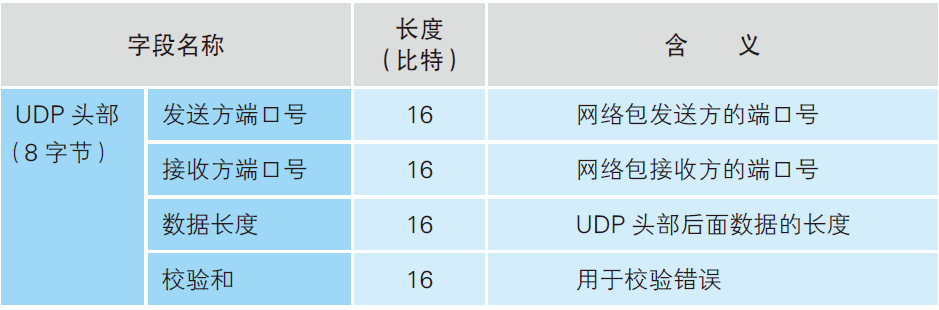 字段名称 长度（比特） 含 义
UDP 头部（8 字节） 发送方端口号 16 网络包发送方的端口号
接收方端口号 16 网络包接收方的端口号
数据长度 16 UDP 头部后面数据的长度
校验和 16 用于校验错误